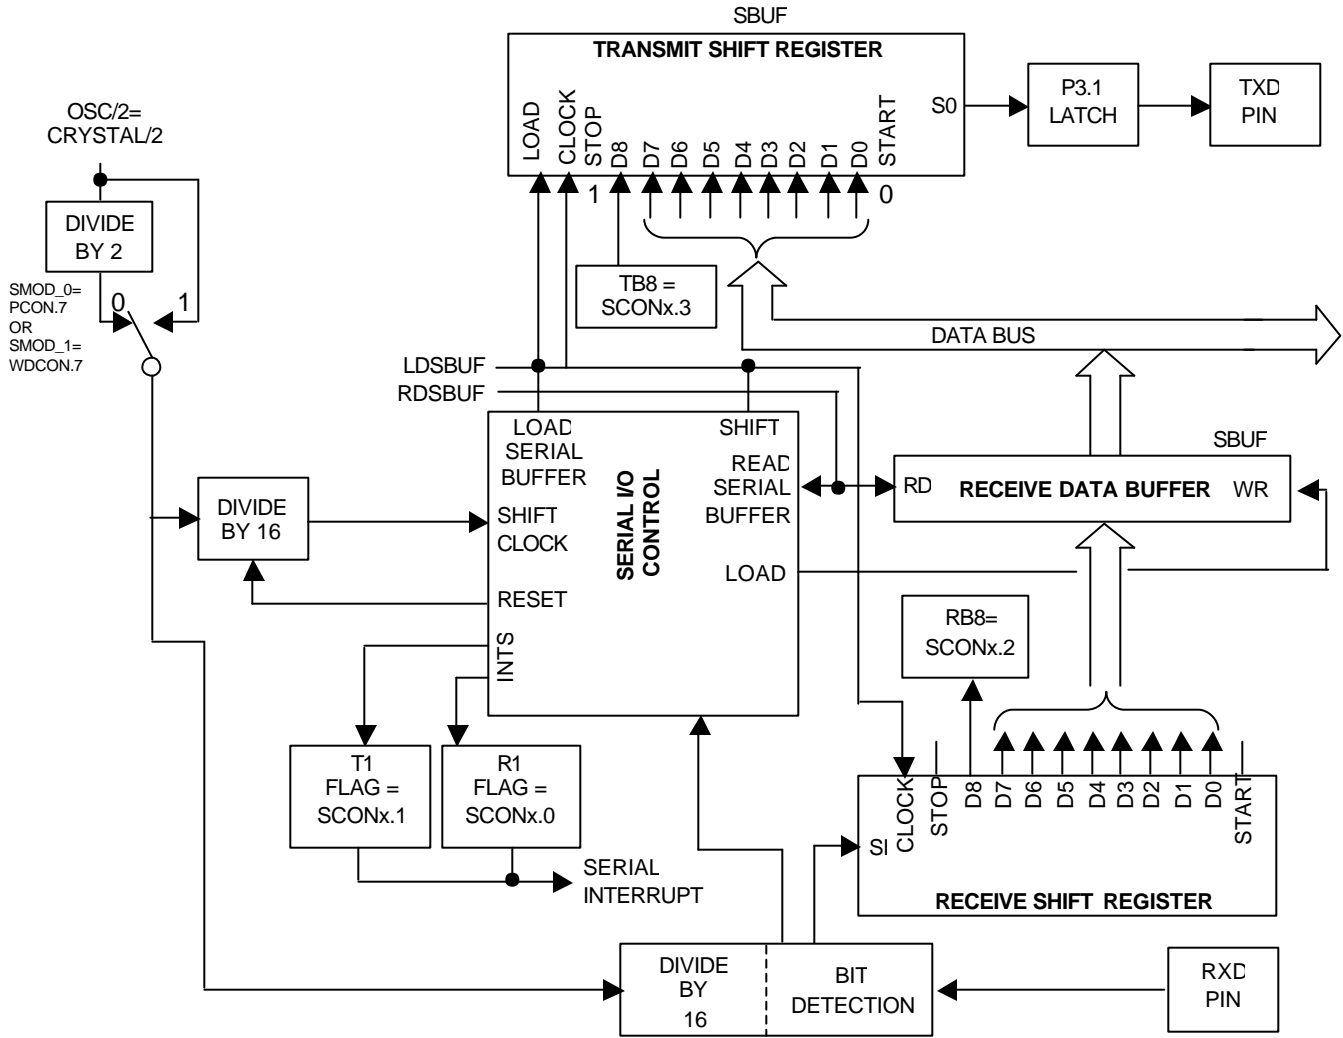 SBUF
TRANSMIT SHIFT REGISTER
LOAD
CLOCK
STOP
D8
D7
D6
D5
D4
D3
D2
D1
D0
START
S0
1
0
P3.1
LATCH
TXD
PIN
OSC/2=
CRYSTAL/2
DIVIDE
BY 2
SMOD_0=
PCON.7
OR
SMOD_1=
WDCON.7
0
1
TB8 =
SCONx.3
DATA BUS
LDSBUF
RDSBUF
LOAD
SERIAL
BUFFER
SHIFT
READ
SERIAL
BUFFER
SHIFT
CLOCK
SERIAL I/O
CONTROL
LOAD
RESET
INTS
DIVIDE
BY 16
SBUF
RD
RECEIVE DATA BUFFER
WR
RB8=
SCONx.2
T1
FLAG =
SCONx.1
R1
FLAG =
SCONx.0
SERIAL
INTERRUPT
CLOCK
STOP
D8
D7
D6
D5
D4
D3
D2
D1
D0
START
SI
RECEIVE SHIFT REGISTER
DIVIDE
BY
16
BIT
DETECTION
RXD
PIN